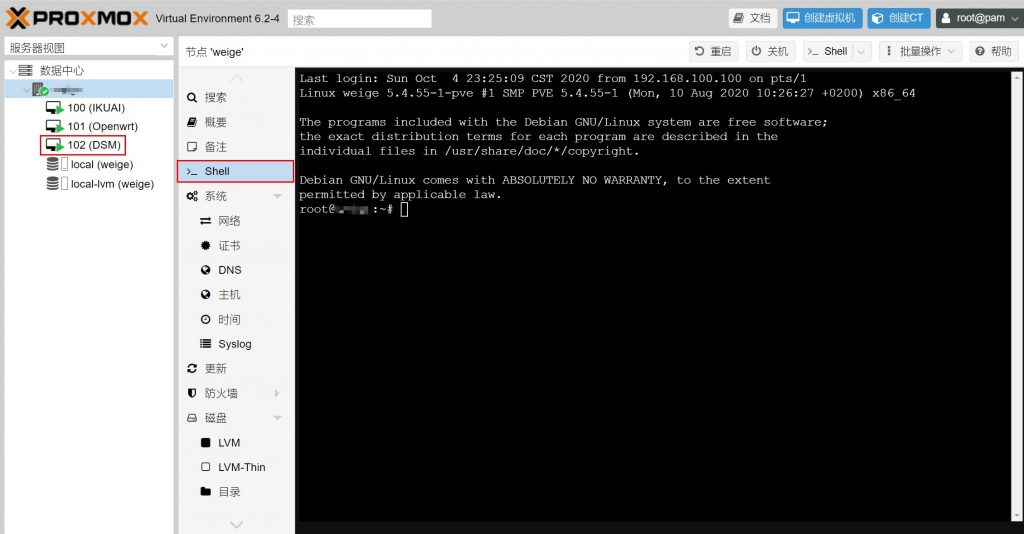 PROXMOX Virtual Environment 6.2-4 搜索 文档 创建虚拟机 创建CT root@pam
服务器视图
数据中心
100 (IKUAI)
101 (Openwrt)
102 (DSM)
local (weige)
local-lvm (weige)
节点 'weige' 重启 关机 >_ Shell 批量操作 帮助
搜索
概要
备注
>_ Shell
系统
网络
证书
DNS
主机
时间
Syslog
更新
防火墙
磁盘
LVM
LVM-Thin
目录
Last login: Sun Oct  4 23:25:09 CST 2020 from 192.168.100.100 on pts/1
Linux weige 5.4.55-1-pve #1 SMP PVE 5.4.55-1 (Mon, 10 Aug 2020 10:26:27 +0200) x86_64
The programs included with the Debian GNU/Linux system are free software;
the exact distribution terms for each program are described in the
individual files in /usr/share/doc/*/copyright.
Debian GNU/Linux comes with ABSOLUTELY NO WARRANTY, to the extent
permitted by applicable law.
root@ :~#